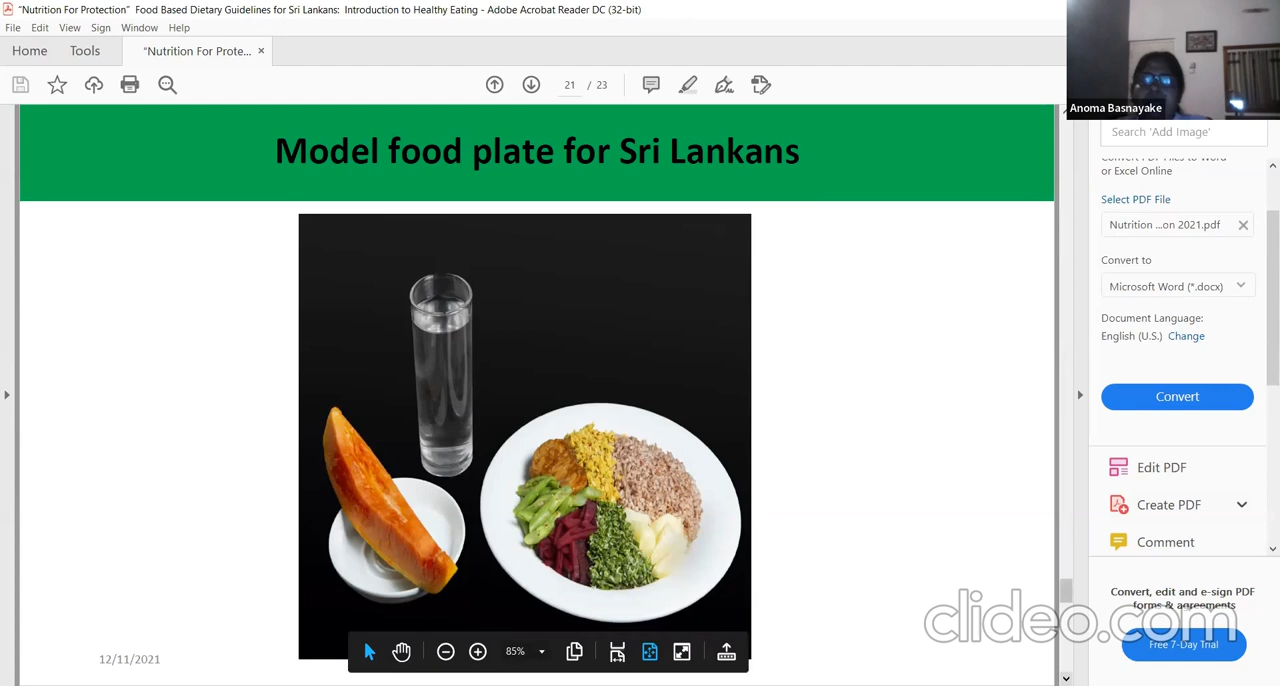 “Nutrition For Protection”  Food Based Dietary Guidelines for Sri Lankans:  Introduction to Healthy Eating - Adobe Acrobat Reader DC (32-bit)
File Edit View Sign Window Help
Home Tools “Nutrition For Prote... ×
21 / 23
Anoma Basnayake
Search 'Add Image'
Convert PDF Files to Word
or Excel Online
Select PDF File
Nutrition ...on 2021.pdf
Convert to
Microsoft Word (*.docx)
Document Language:
English (U.S.) Change
Convert
Edit PDF
Create PDF
Comment
Convert, edit and e-sign PDF
forms & agreements
Free 7-Day Trial
Model food plate for Sri Lankans
12/11/2021
85%
clideo.com